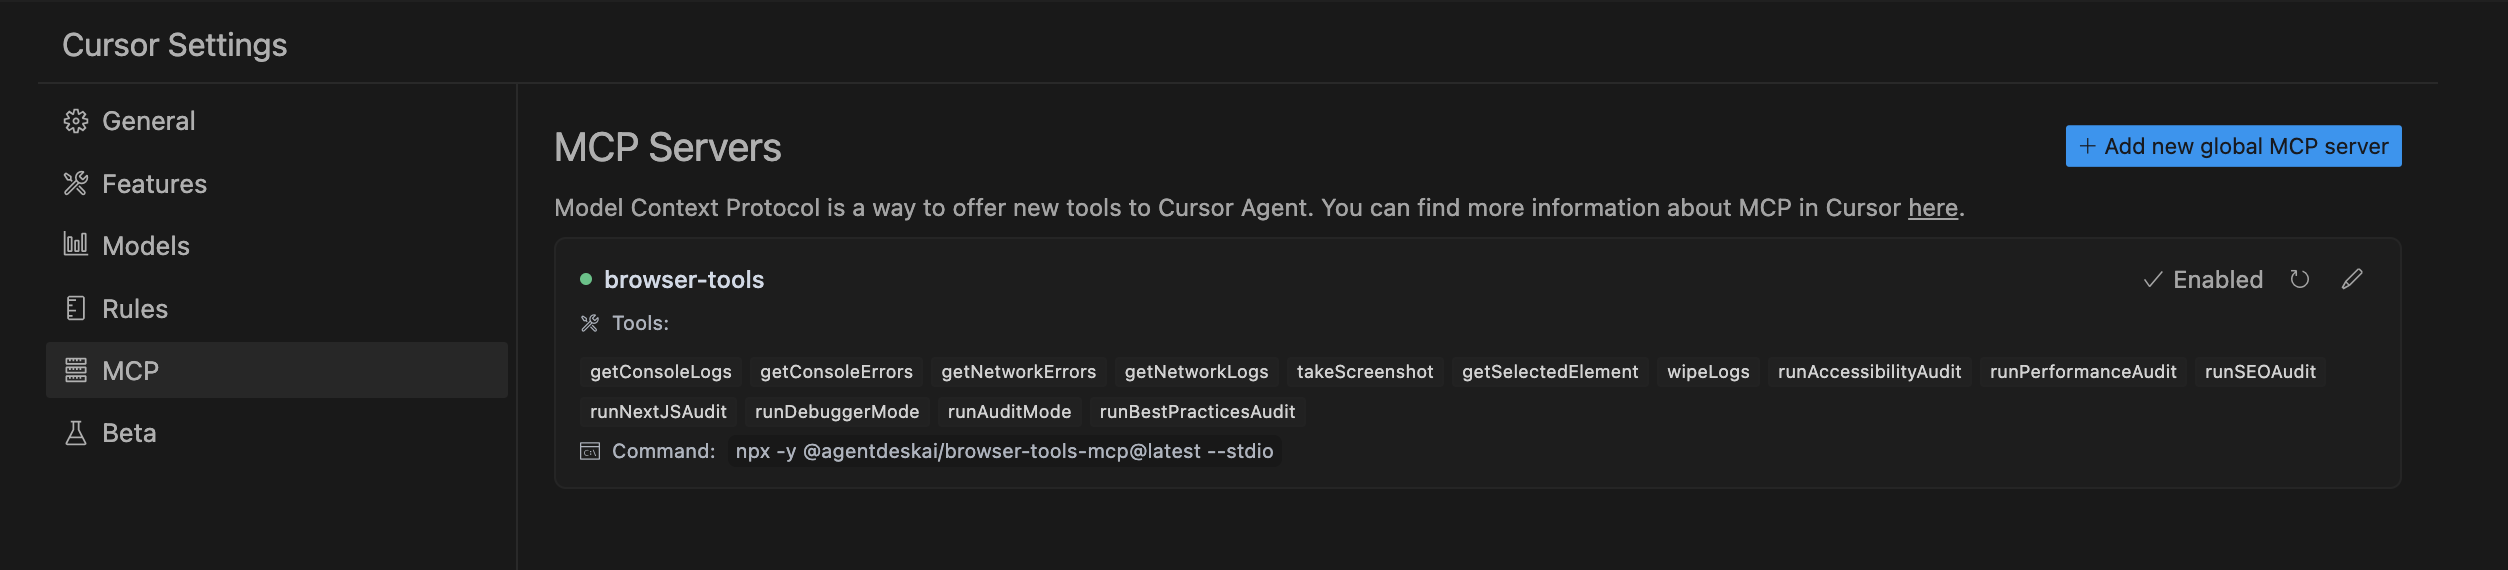 Cursor Settings
General
Features
Models
Rules
MCP
Beta
MCP Servers
+ Add new global MCP server
Model Context Protocol is a way to offer new tools to Cursor Agent. You can find more information about MCP in Cursor here.
browser-tools
Enabled
Tools:
getConsoleLogs getConsoleErrors getNetworkErrors getNetworkLogs takeScreenshot getSelectedElement wipeLogs runAccessibilityAudit runPerformanceAudit runSEOAudit
runNextJSAudit runDebuggerMode runAuditMode runBestPracticesAudit
Command: npx -y @agentdeskai/browser-tools-mcp@latest --stdio